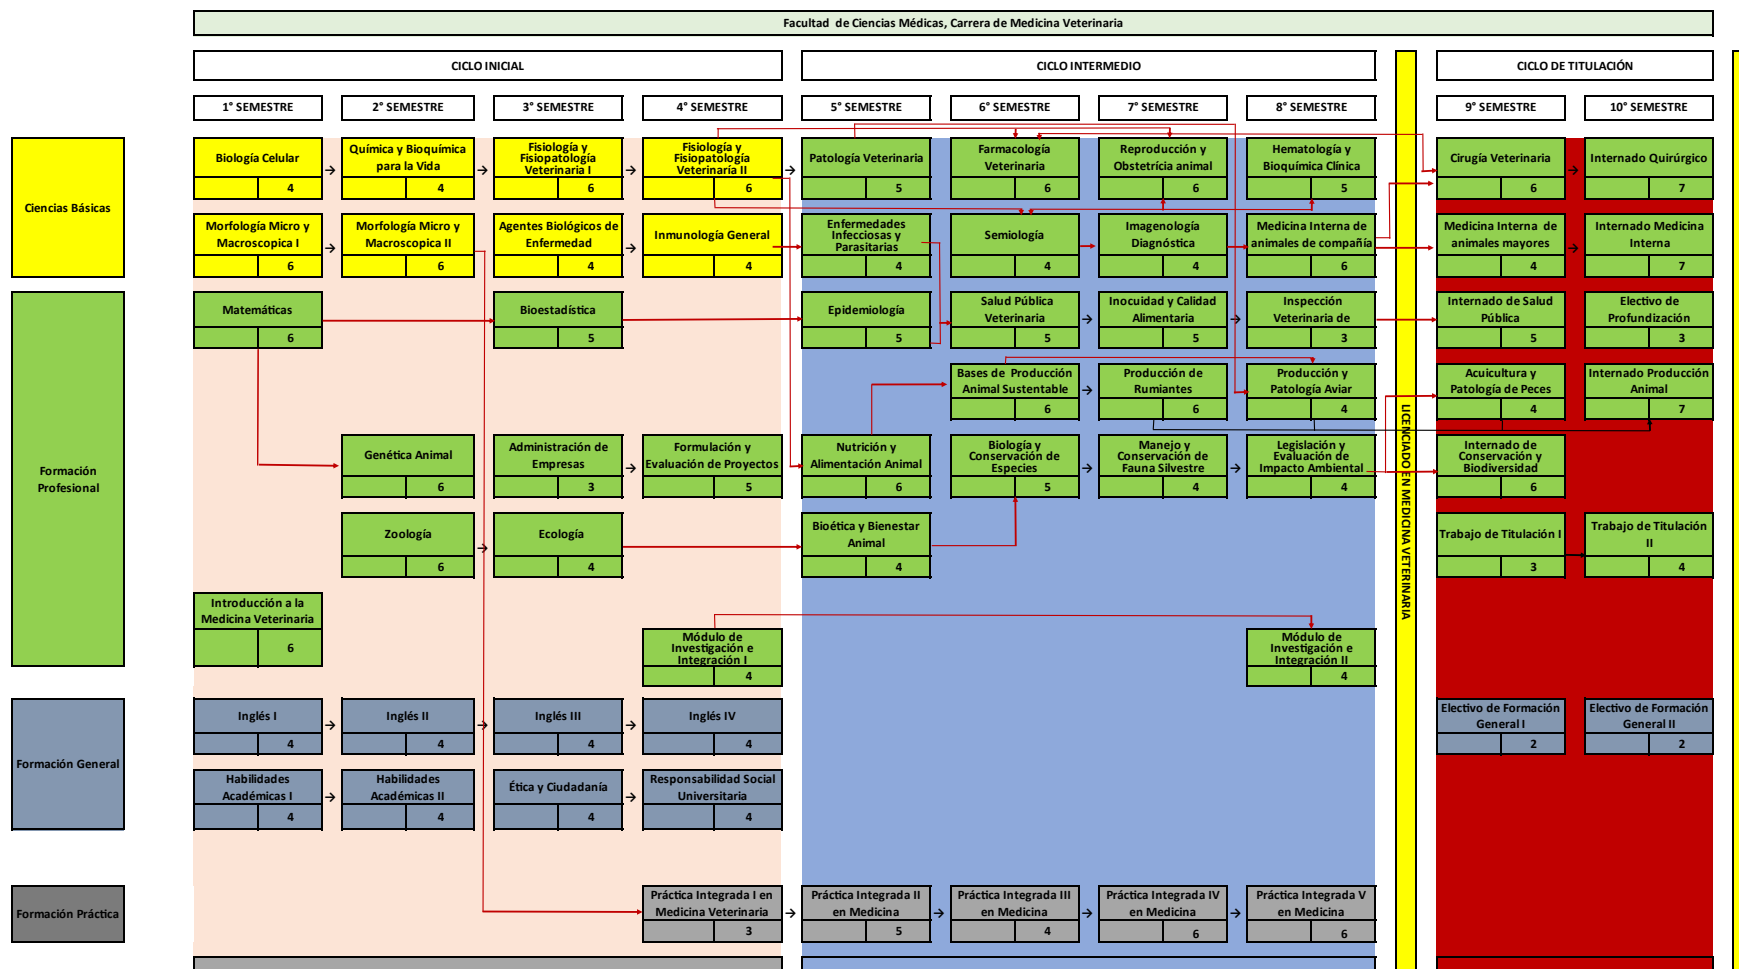 Facultad de Ciencias Médicas, Carrera de Medicina Veterinaria
CICLO INICIAL
CICLO INTERMEDIO
CICLO DE TITULACIÓN
1° SEMESTRE
2° SEMESTRE
3° SEMESTRE
4° SEMESTRE
5° SEMESTRE
6° SEMESTRE
7° SEMESTRE
8° SEMESTRE
9° SEMESTRE
10° SEMESTRE
Ciencias Básicas
Biología Celular
4
Química y Bioquímica
para la Vida
4
Fisiología y
Fisiopatología
Veterinaria I
6
Fisiología y
Fisiopatología
Veterinaría II
6
Patología Veterinaria
5
Farmacología
Veterinaria
6
Reproducción y
Obstetrícia animal
6
Hematología y
Bioquímica Clínica
5
Cirugía Veterinaria
6
Internado Quirúrgico
7
Morfología Micro y
Macroscopica I
6
Morfología Micro y
Macroscopica II
6
Agentes Biológicos de
Enfermedad
4
Inmunología General
4
Enfermedades
Infecciosas y
Parasitarias
4
Semiología
4
Imagenología
Diagnóstica
4
Medicina Interna de
animales de compañía
6
Medicina Interna de
animales mayores
4
Internado Medicina
Interna
7
Formación
Profesional
Matemáticas
6
Bioestadística
5
Epidemiología
5
Salud Pública
Veterinaria
5
Inocuidad y Calidad
Alimentaria
5
Inspección
Veterinaria de
3
Internado de Salud
Pública
5
Electivo de
Profundización
3
Bases de Producción
Animal Sustentable
6
Producción de
Rumiantes
6
Producción y
Patología Aviar
4
Acuicultura y
Patología de Peces
4
Internado Producción
Animal
7
Genética Animal
6
Administración de
Empresas
3
Formulación y
Evaluación de Proyectos
5
Nutrición y
Alimentación Animal
6
Biología y
Conservación de
Especies
5
Manejo y
Conservación de
Fauna Silvestre
4
Legislación y
Evaluación de
Impacto Ambiental
4
Internado de
Conservación y
Biodiversidad
6
Zoología
6
Ecología
4
Bioética y Bienestar
Animal
4
Trabajo de Titulación I
3
Trabajo de Titulación
II
4
Introducción a la
Medicina Veterinaria
6
Módulo de
Investigación e
Integración I
4
Módulo de
Investigación e
Integración II
4
LICENCIADO EN MEDICINA VETERINARIA
Formación General
Inglés I
4
Inglés II
4
Inglés III
4
Inglés IV
4
Electivo de Formación
General I
2
Electivo de Formación
General II
2
Habilidades
Académicas I
4
Habilidades
Académicas II
4
Ética y Ciudadanía
4
Responsabilidad Social
Universitaria
4
Formación Práctica
Práctica Integrada I en
Medicina Veterinaria
3
Práctica Integrada II
en Medicina
5
Práctica Integrada III
en Medicina
4
Práctica Integrada IV
en Medicina
6
Práctica Integrada V
en Medicina
6